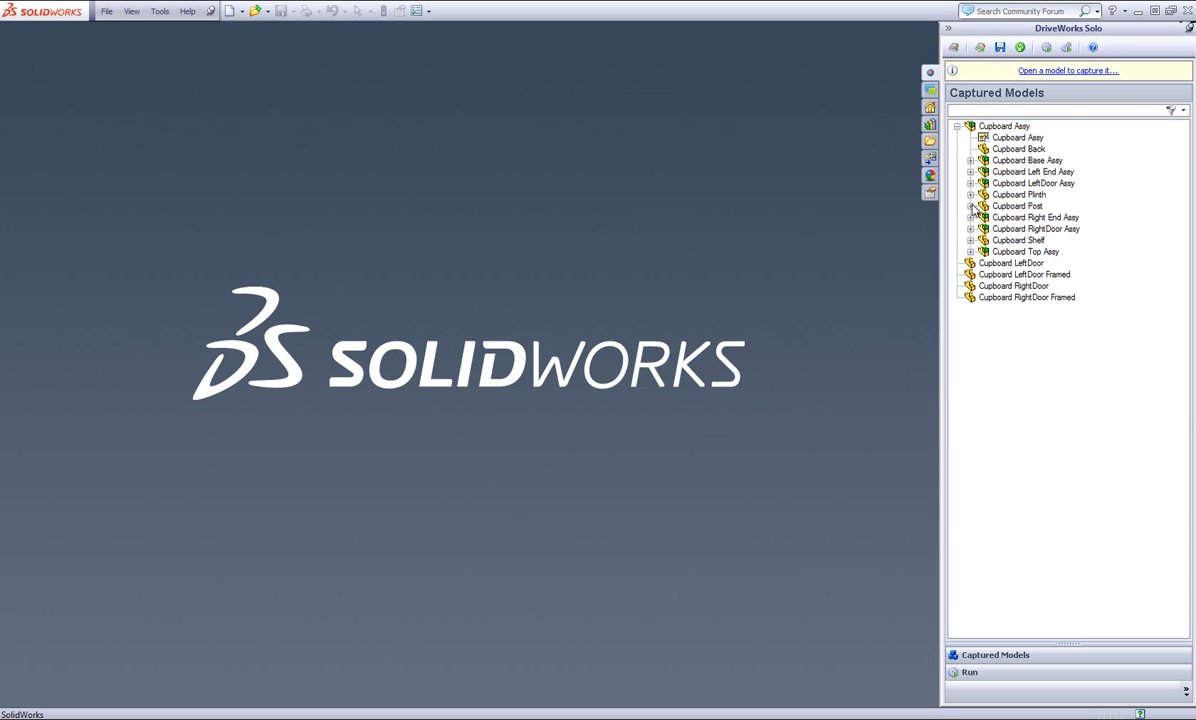 SOLIDWORKS File View Tools Help Search Community Forum
DriveWorks Solo
Open a model to capture it...
Captured Models
Cupboard Assy
Cupboard Assy
Cupboard Back
Cupboard Base Assy
Cupboard Left End Assy
Cupboard LeftDoor Assy
Cupboard Plinth
Cupboard Post
Cupboard Right End Assy
Cupboard RightDoor Assy
Cupboard Shelf
Cupboard Top Assy
Cupboard LeftDoor
Cupboard LeftDoor Framed
Cupboard RightDoor
Cupboard RightDoor Framed
SOLIDWORKS
Captured Models
Run
SolidWorks